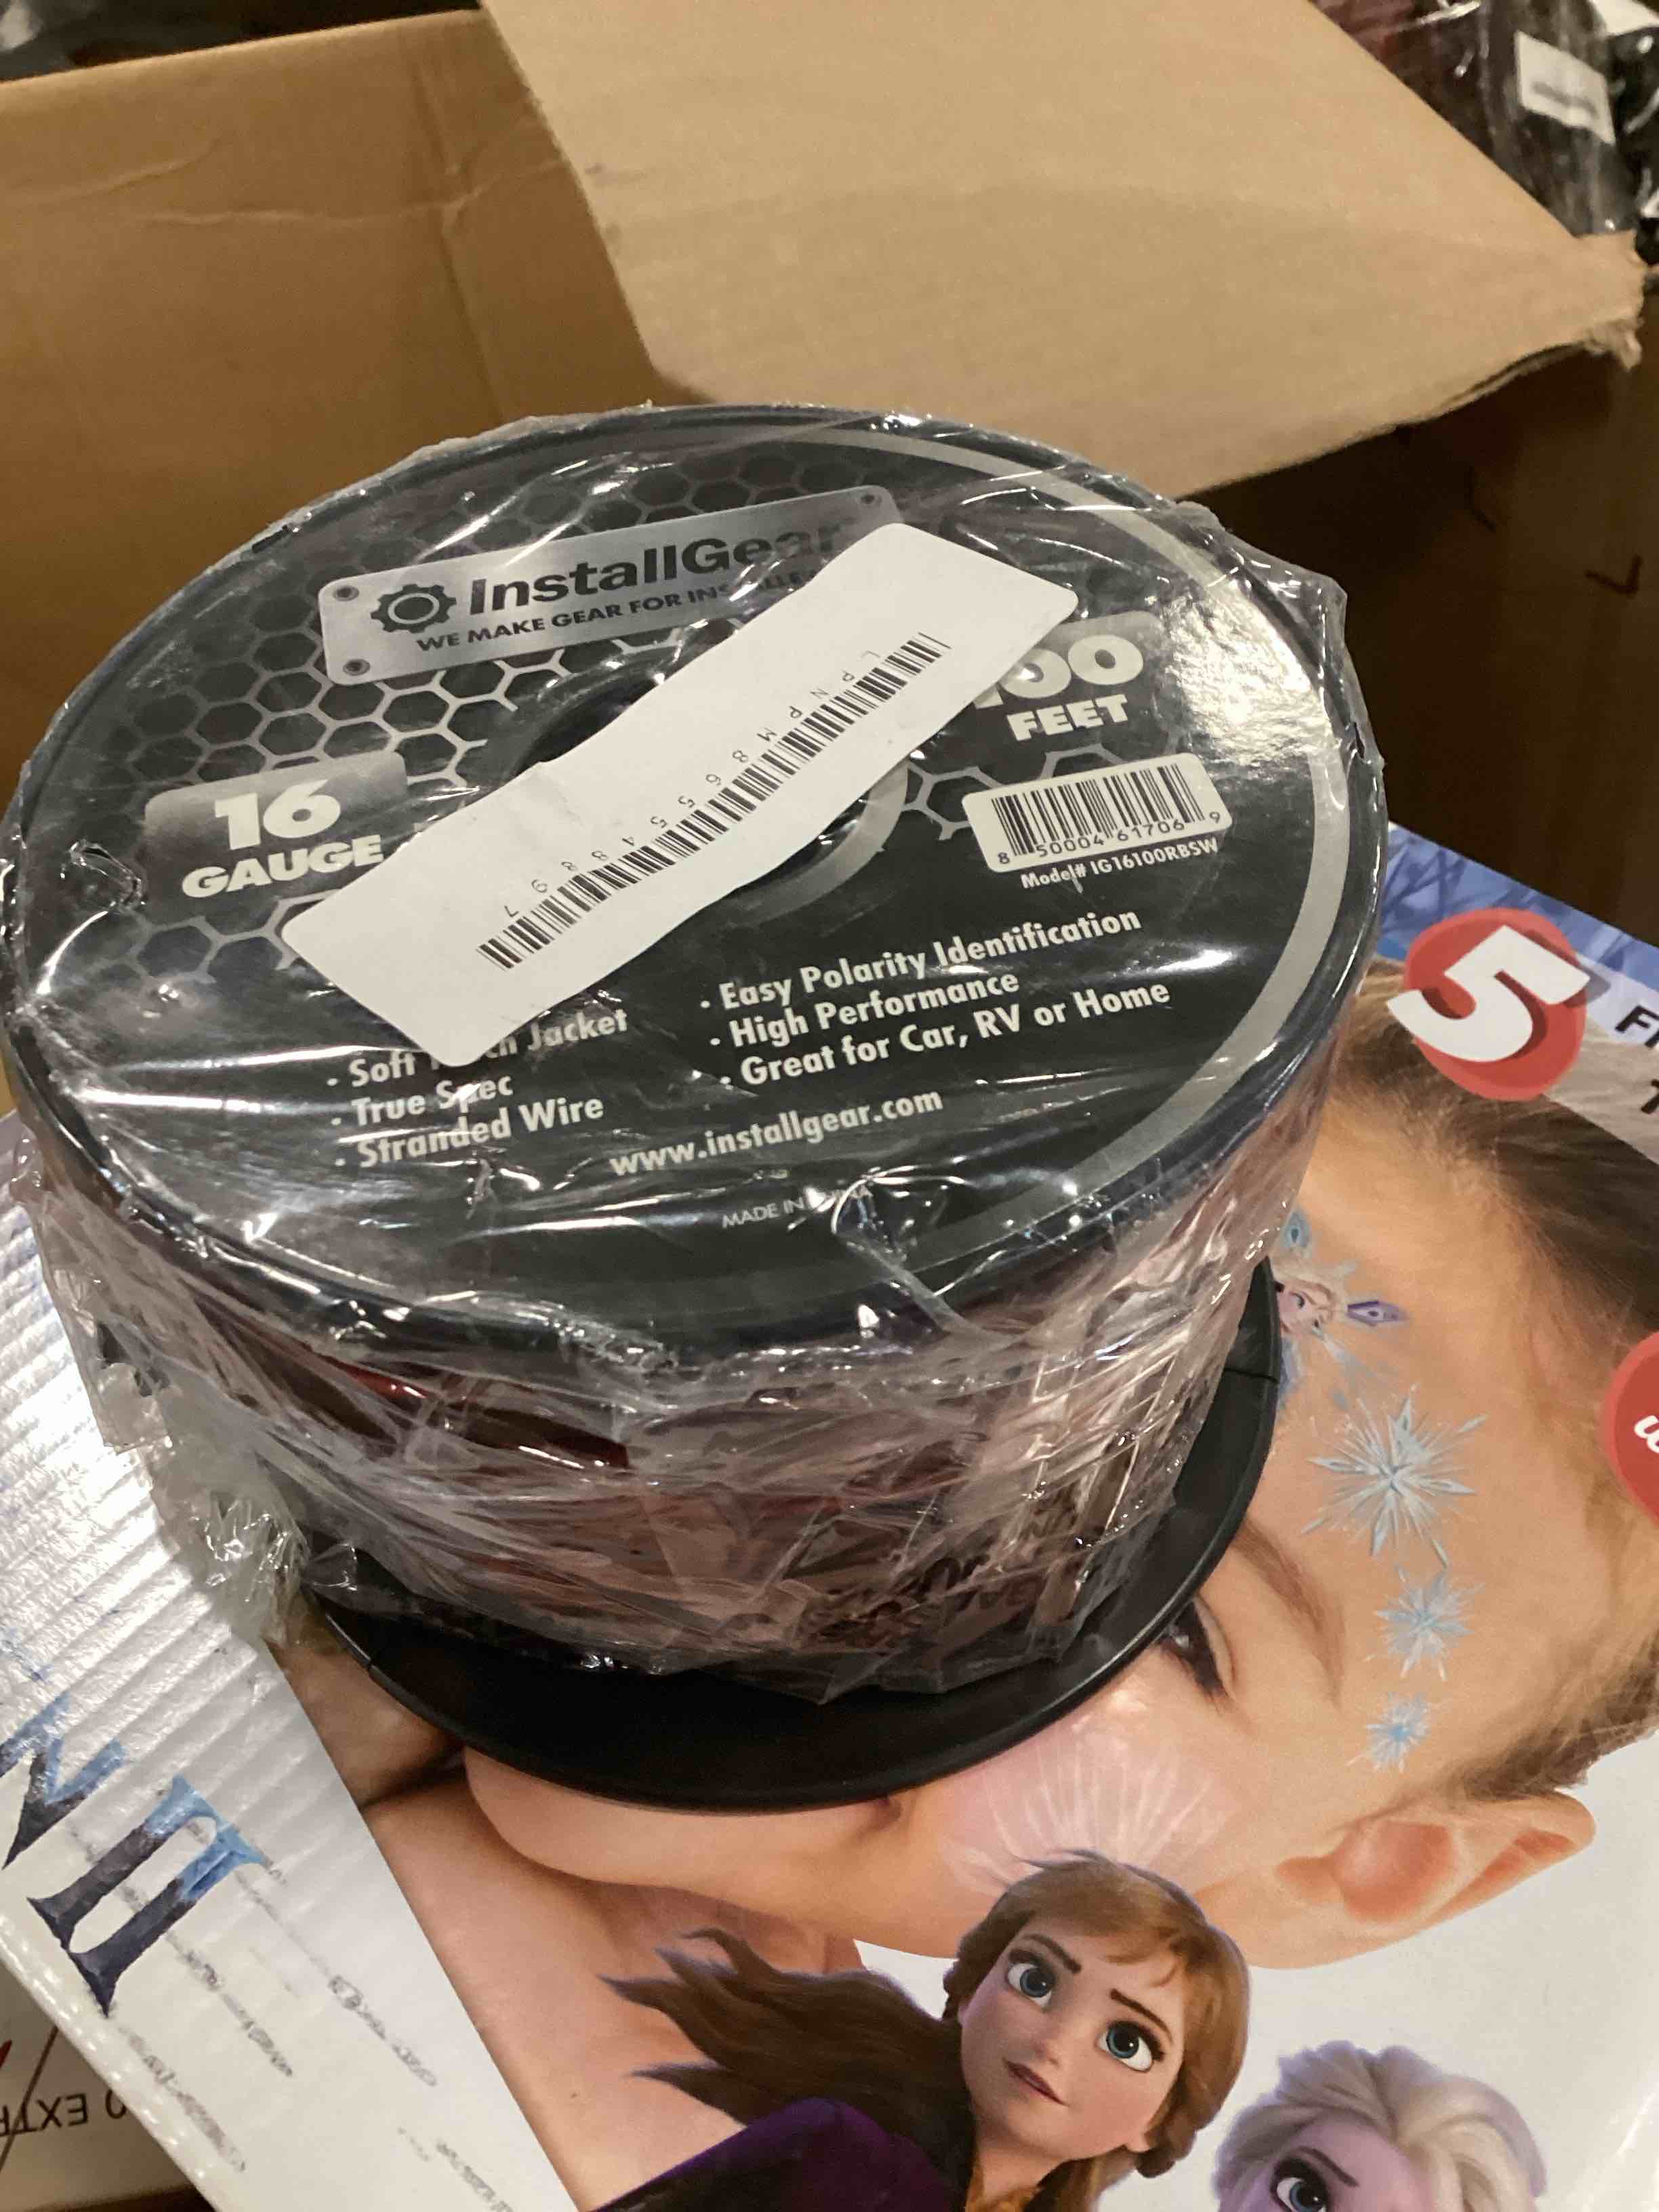 InstallGear
WE MAKE GEAR FOR
16
GAUGE
100
FEET
LPNPM865548897
8 50004 61706 9
Model# IG16100RBSW
• Soft Jacket
• True Spec
• Stranded Wire
• Easy Polarity Identification
• High Performance
• Great for Car, RV or Home
www.installgear.com
MADE IN
5
II